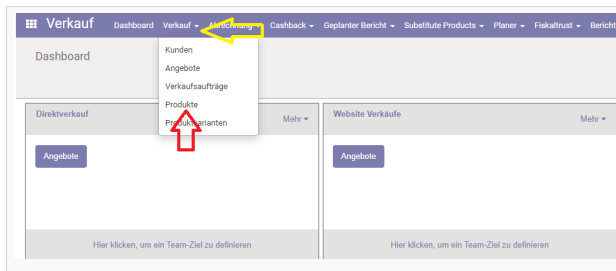 Verkauf Dashboard Verkauf Abrechnung Cashback Geplanter Bericht Substitute Products Planer Fiskaltrust Bericht
Dashboard
Kunden
Angebote
Verkaufsaufträge
Produkte
Produktvarianten
Direktverkauf Mehr
Website Verkäufe Mehr
Angebote
Angebote
Hier klicken, um ein Team-Ziel zu definieren
Hier klicken, um ein Team-Ziel zu definieren